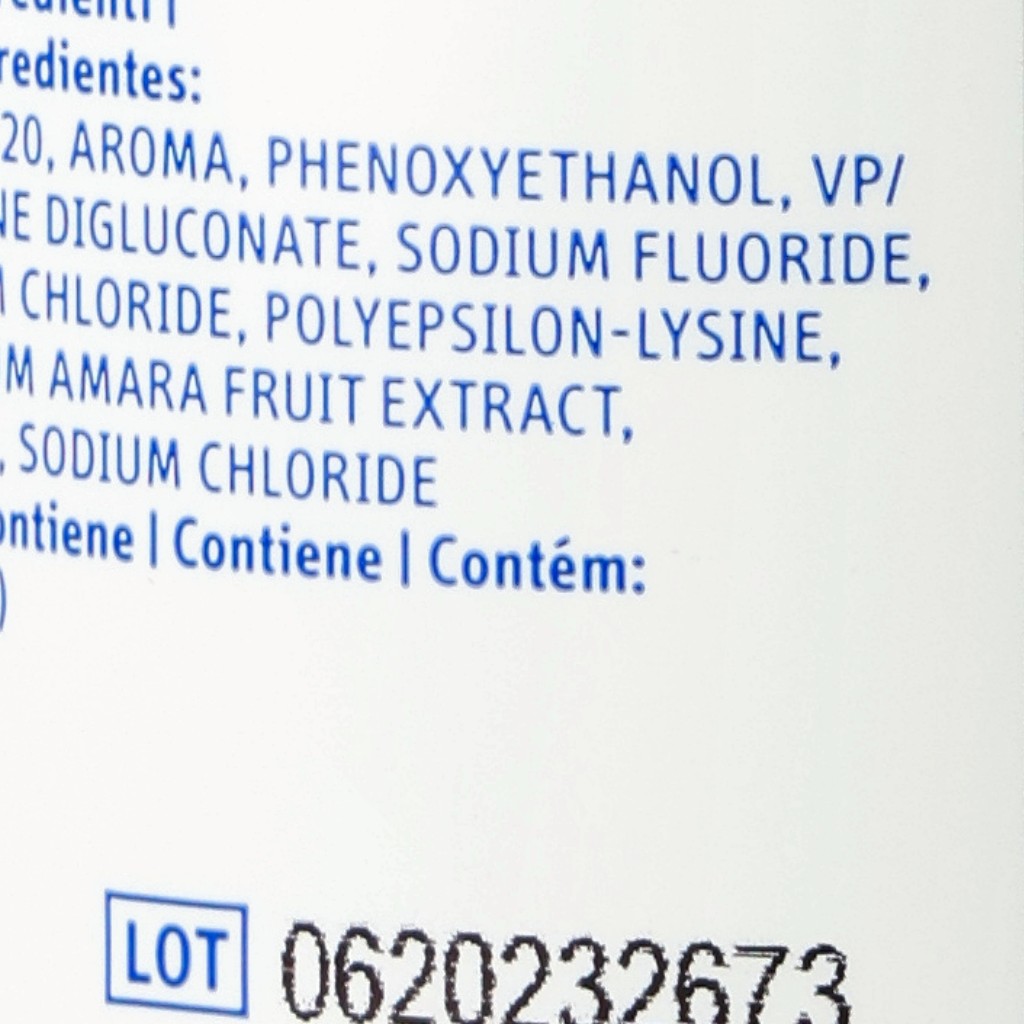 redientes:
20, AROMA, PHENOXYETHANOL, VP/
NE DIGLUCONATE, SODIUM FLUORIDE,
CHLORIDE, POLYEPSILON-LYSINE,
M AMARA FRUIT EXTRACT,
, SODIUM CHLORIDE
ontiene | Contiene | Contém:
)
LOT 0620232673